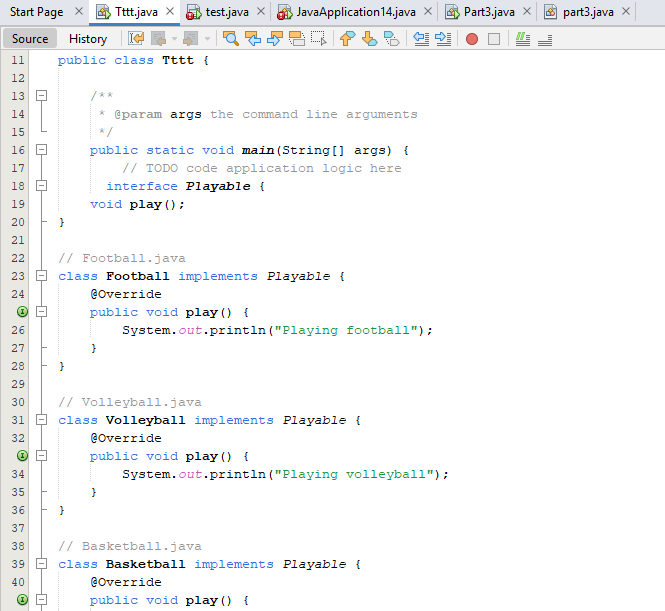 Start Page Tttt.java test.java JavaApplication14.java Part3.java part3.java
Source History
11 public class Tttt {
12
13 /**
14 * @param args the command line arguments
15 */
16 public static void main(String[] args) {
17 // TODO code application logic here
18 interface Playable {
19 void play();
20 }
21
22 // Football.java
23 class Football implements Playable {
24 @Override
public void play() {
26 System.out.println("Playing football");
27 }
28 }
29
30 // Volleyball.java
31 class Volleyball implements Playable {
32 @Override
public void play() {
34 System.out.println("Playing volleyball");
35 }
36 }
37
38 // Basketball.java
39 class Basketball implements Playable {
40 @Override
public void play() {